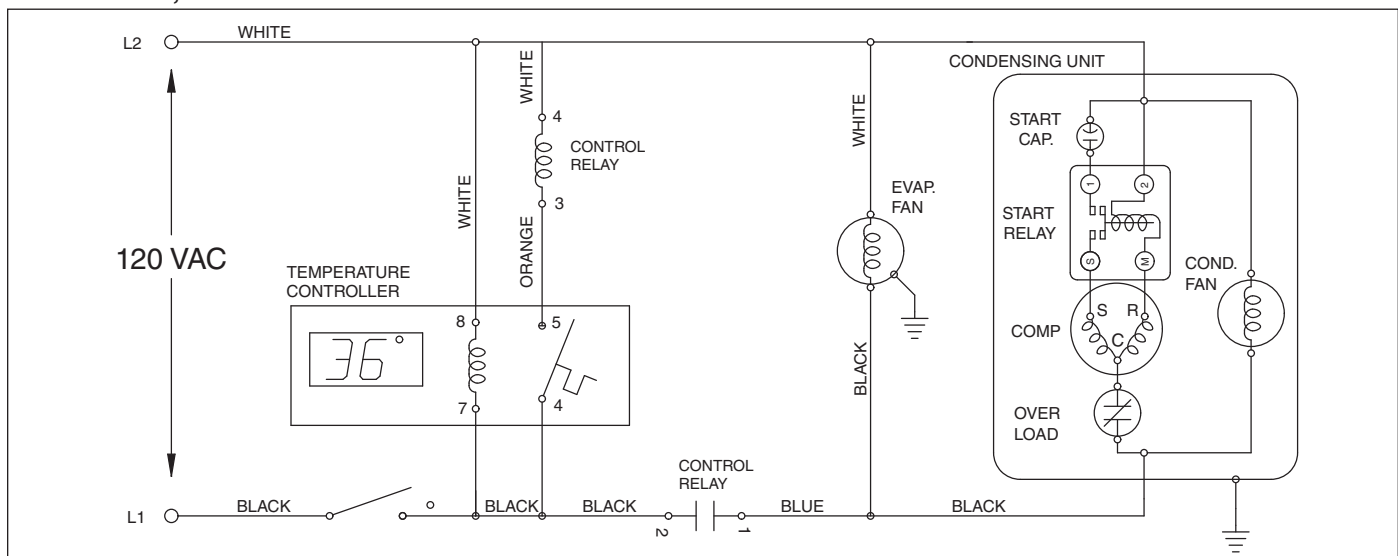 L2
WHITE
CONDENSING UNIT
WHITE
4
CONTROL
RELAY
WHITE
3
WHITE
START
CAP.
1
2
EVAP.
FAN
START
RELAY
ORANGE
120 VAC
TEMPERATURE
CONTROLLER
S
M
COND.
FAN
8
5
36°
S
R
COMP
C
BLACK
7
4
OVER
LOAD
CONTROL
RELAY
L1
BLACK
BLACK
BLACK
2
1
BLUE
BLACK